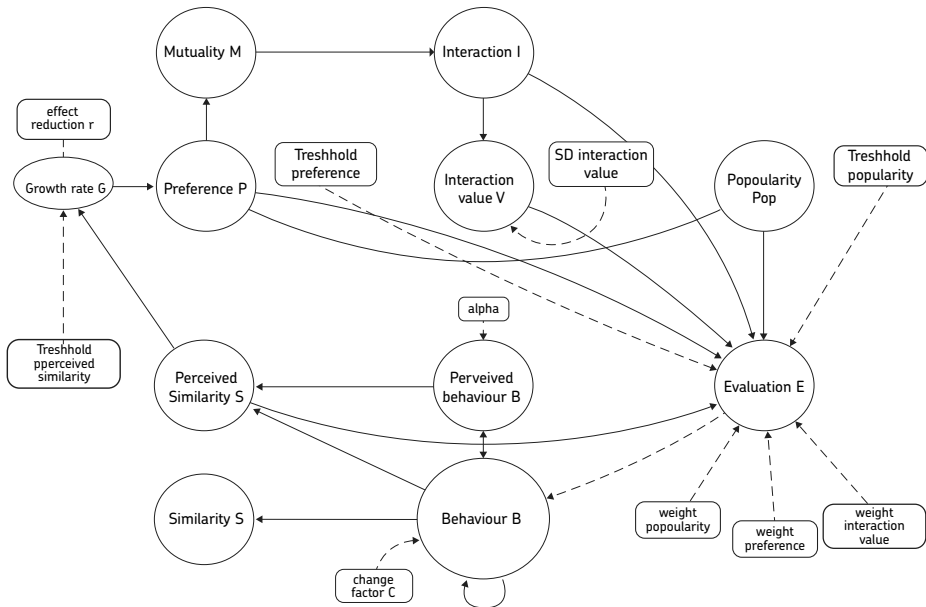 Mutuality M
Interaction I
effect
reduction r
Treshhold
preference
SD interaction
value
Treshhold
popularity
Growth rate G
Preference P
Interaction
value V
Popoularity
Pop
alpha
Treshhold
pperceived
similarity
Perceived
Similarity S
Perveived
behaviour B
Evaluation E
Similarity S
Behaviour B
weight
popoularity
weight
preference
weight
interaction
value
change
factor C